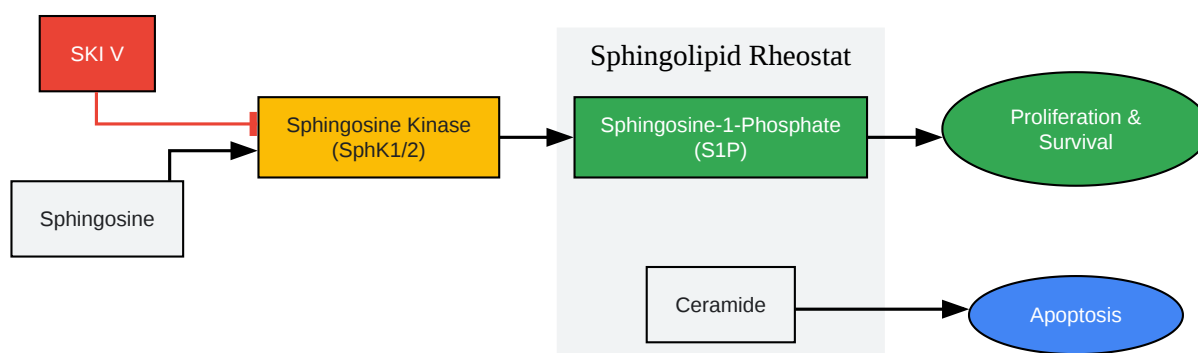 SKI V
Sphingolipid Rheostat
Sphingosine Kinase
(SphK1/2)
Sphingosine-1-Phosphate
(S1P)
Proliferation &
Survival
Sphingosine
Ceramide
Apoptosis